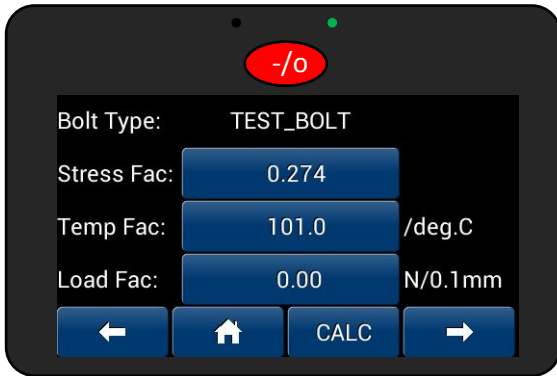 -/o
Bolt Type: TEST_BOLT
Stress Fac: 0.274
Temp Fac: 101.0 /deg.C
Load Fac: 0.00 N/0.1mm
CALC